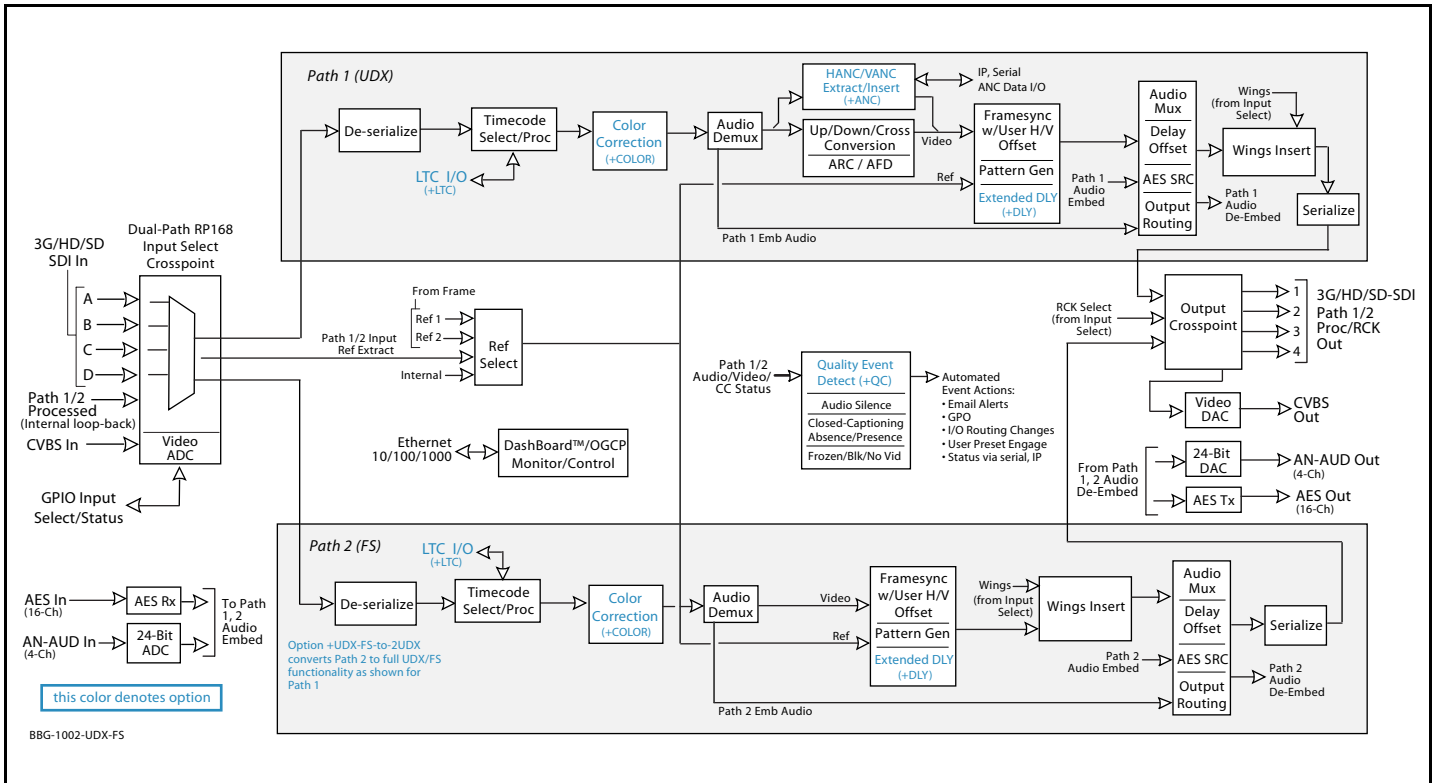 Path 1 (UDX)
De-serialize
Timecode
Select/Proc
LTC I/O
(+LTC)
Color
Correction
(+COLOR)
Audio
Demux
HANC/VANC
Extract/Insert
(+ANC)
IP, Serial
ANC Data I/O
Up/Down/Cross
Conversion
ARC / AFD
Video
Ref
Framesync
w/User H/V
Offset
Pattern Gen
Extended DLY
(+DLY)
Path 1
Audio
Embed
Audio
Mux
Delay
Offset
AES SRC
Output
Routing
Path 1
Audio
De-Embed
Wings
(from Input
Select)
Wings Insert
Serialize
Path 1 Emb Audio
Dual-Path RP168
Input Select
Crosspoint
3G/HD/SD
SDI In
A
B
C
D
Path 1/2
Processed
(Internal loop-back)
CVBS In
Video
ADC
GPIO Input
Select/Status
From Frame
Ref 1
Ref 2
Path 1/2 Input
Ref Extract
Internal
Ref
Select
Ethernet
10/100/1000
DashBoard™/OGCP
Monitor/Control
Path 1/2
Audio/Video/
CC Status
Quality Event
Detect (+QC)
Audio Silence
Closed-Captioning
Absence/Presence
Frozen/Blk/No Vid
Automated
Event Actions:
• Email Alerts
• GPO
• I/O Routing Changes
• User Preset Engage
• Status via serial, IP
RCK Select
(from Input
Select)
Output
Crosspoint
1
2
3
4
3G/HD/SD-SDI
Path 1/2
Proc/RCK
Out
Video
DAC
CVBS
Out
From Path
1, 2 Audio
De-Embed
24-Bit
DAC
AN-AUD Out
(4-Ch)
AES Tx
AES Out
(16-Ch)
AES In
(16-Ch)
AES Rx
AN-AUD In
(4-Ch)
24-Bit
ADC
To Path
1, 2
Audio
Embed
this color denotes option
BBG-1002-UDX-FS
Path 2 (FS)
LTC I/O
(+LTC)
De-serialize
Timecode
Select/Proc
Color
Correction
(+COLOR)
Option +UDX-FS-to-2UDX
converts Path 2 to full UDX/FS
functionality as shown for
Path 1
Audio
Demux
Video
Ref
Framesync
w/User H/V
Offset
Pattern Gen
Extended DLY
(+DLY)
Wings
(from Input
Select)
Wings Insert
Path 2
Audio Embed
Audio
Mux
Delay
Offset
AES SRC
Output
Routing
Serialize
Path 2
Audio
De-Embed
Path 2 Emb Audio